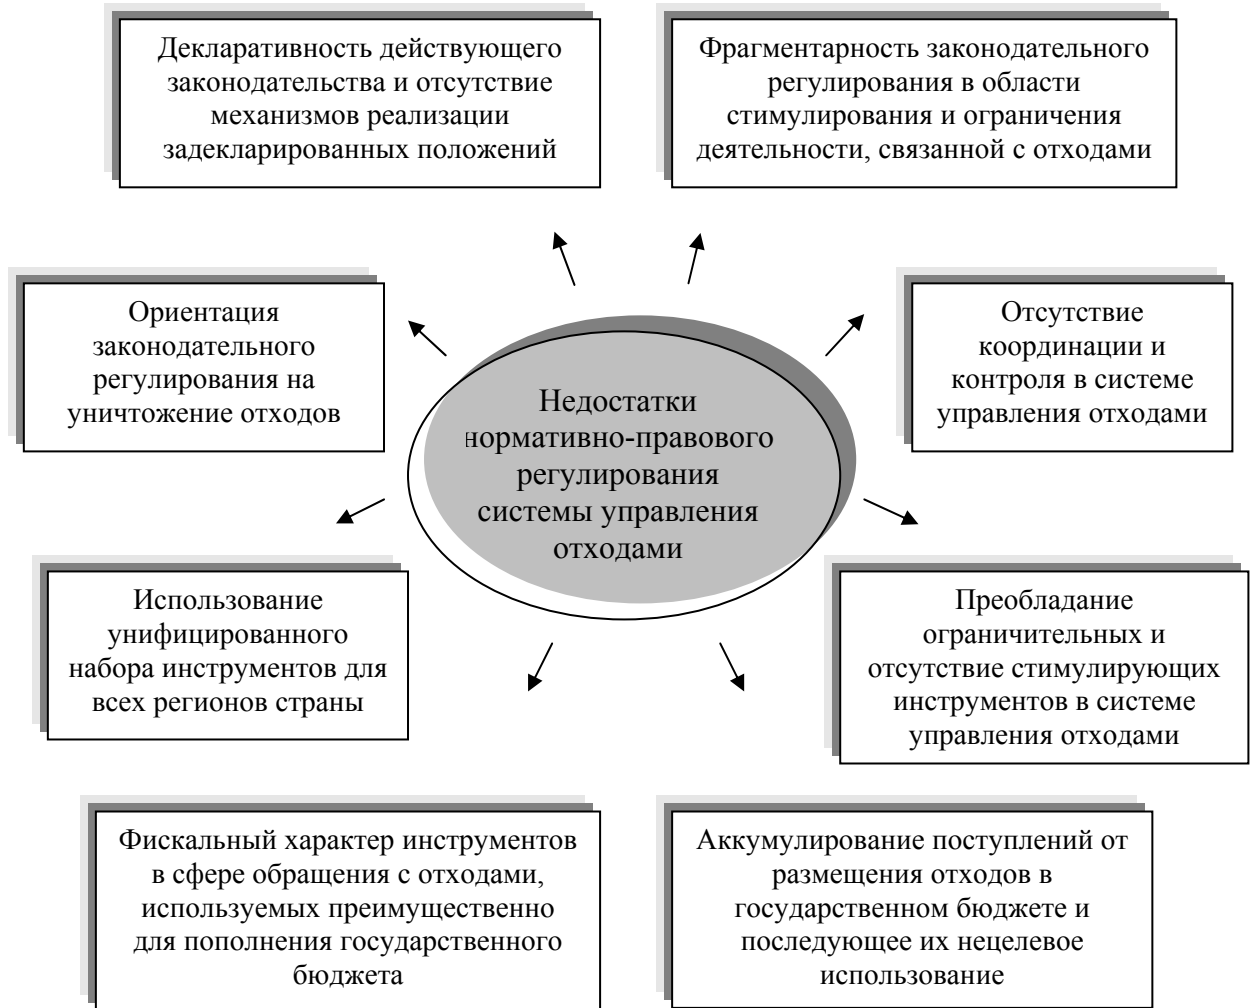 Декларативность действующего
законодательства и отсутствие
механизмов реализации
задекларированных положений
Фрагментарность законодательного
регулирования в области
стимулирования и ограничения
деятельности, связанной с отходами
Ориентация
законодательного
регулирования на
уничтожение отходов
Отсутствие
координации и
контроля в системе
управления отходами
Недостатки
нормативно-правового
регулирования
системы управления
отходами
Использование
унифицированного
набора инструментов для
всех регионов страны
Преобладание
ограничительных и
отсутствие стимулирующих
инструментов в системе
управления отходами
Фискальный характер инструментов
в сфере обращения с отходами,
используемых преимущественно
для пополнения государственного
бюджета
Аккумулирование поступлений от
размещения отходов в
государственном бюджете и
последующее их нецелевое
использование